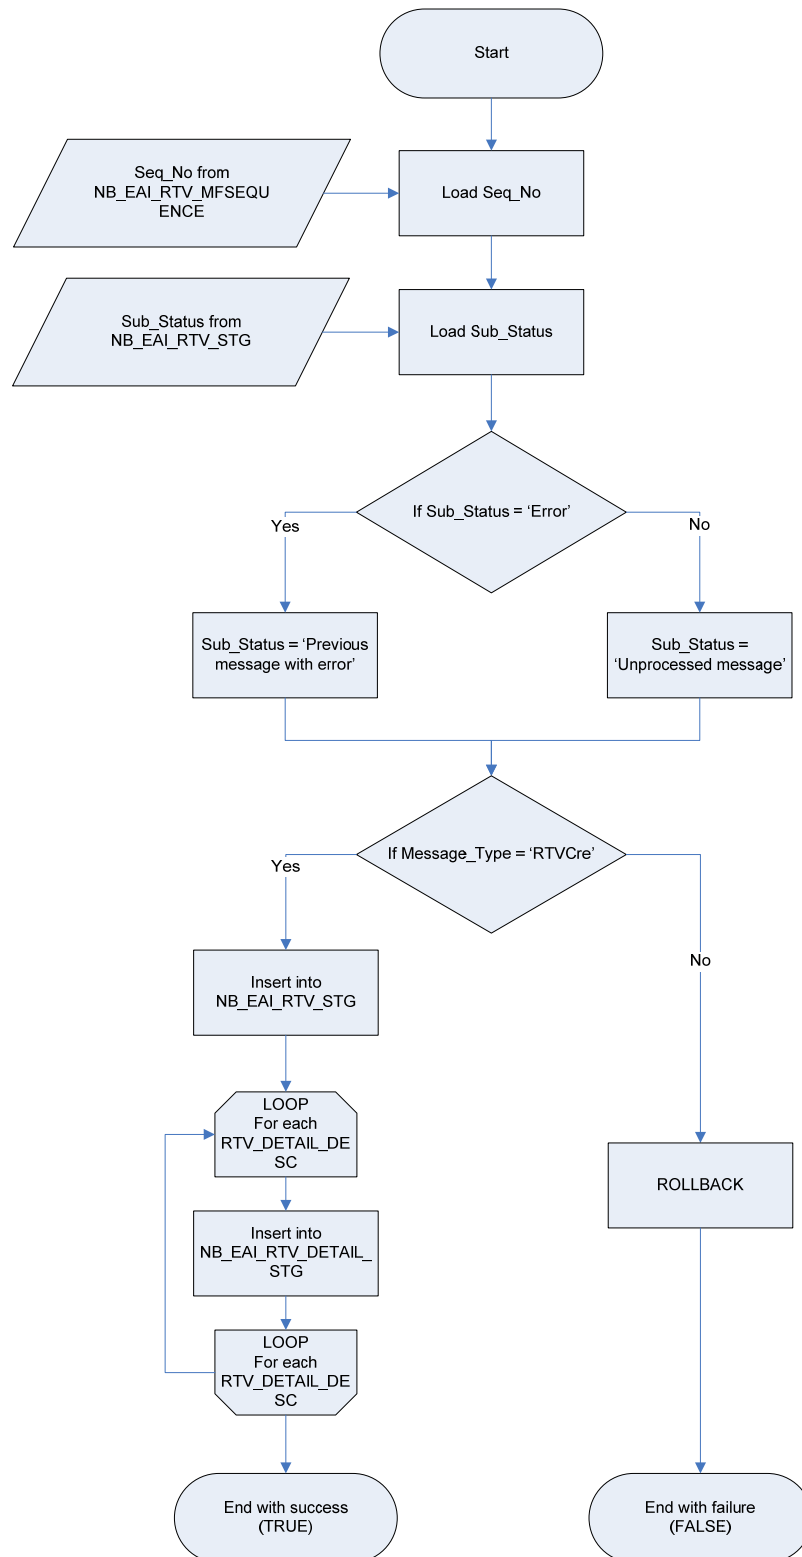 Start
Seq_No from
NB_EAI_RTV_MFSEQU
ENCE
Load Seq_No
Sub_Status from
NB_EAI_RTV_STG
Load Sub_Status
If Sub_Status = ‘Error’
Yes
No
Sub_Status = ‘Previous
message with error’
Sub_Status =
‘Unprocessed message’
If Message_Type = ‘RTVCre’
Yes
No
Insert into
NB_EAI_RTV_STG
LOOP
For each
RTV_DETAIL_DE
SC
ROLLBACK
Insert into
NB_EAI_RTV_DETAIL_
STG
LOOP
For each
RTV_DETAIL_DE
SC
End with success
(TRUE)
End with failure
(FALSE)